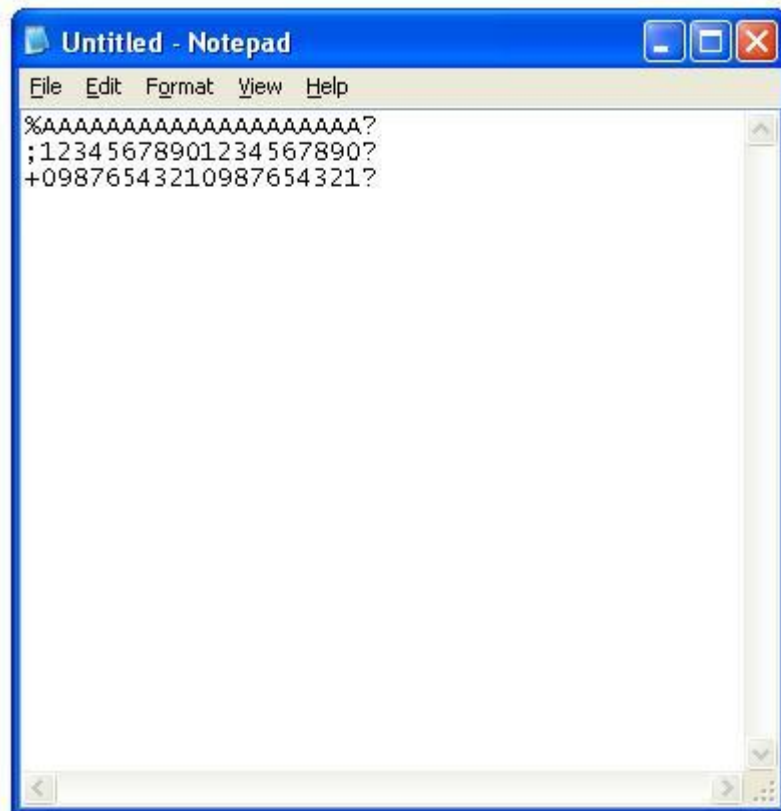 Untitled - Notepad
File Edit Format View Help
%AAAAAAAAAAAAAAAAAAAA?
;12345678901234567890?
+09876543210987654321?